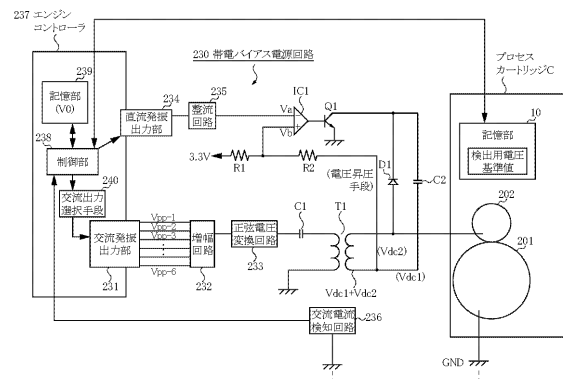 237 エンジン
コントローラ
230 帯電バイアス電源回路
プロセス
カートリッジC
239
記憶部
(V0)
238
制御部
直流発振
出力部
234
整流
回路
235
Va
Vb
IC1
Q1
3.3V
R1
R2
(電圧昇圧
手段)
D1
C2
10
記憶部
検出用電圧
基準値
240
交流出力
選択手段
交流発振
出力部
231
Vpp-1
Vpp-2
Vpp-3
Vpp-6
増幅
回路
232
正弦電圧
変換回路
233
C1
T1
(Vdc2)
(Vdc1)
Vdc1+Vdc2
202
201
交流電流
検知回路
236
GND